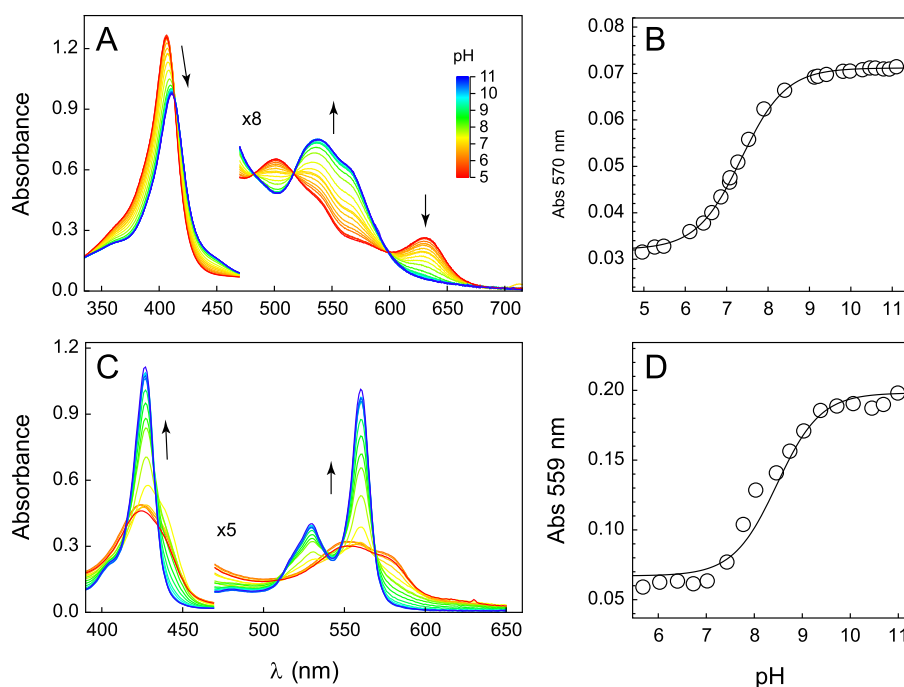 A
Absorbance
1.2
0.9
0.6
0.3
0.0
x8
pH
11
10
9
8
7
6
5
350 400 450 500 550 600 650 700
B
Abs 570 nm
0.07
0.06
0.05
0.04
0.03
5 6 7 8 9 10 11
C
Absorbance
1.2
0.9
0.6
0.3
0.0
x5
400 450 500 550 600 650
λ (nm)
D
Abs 559 nm
0.20
0.15
0.10
0.05
6 7 8 9 10 11
pH